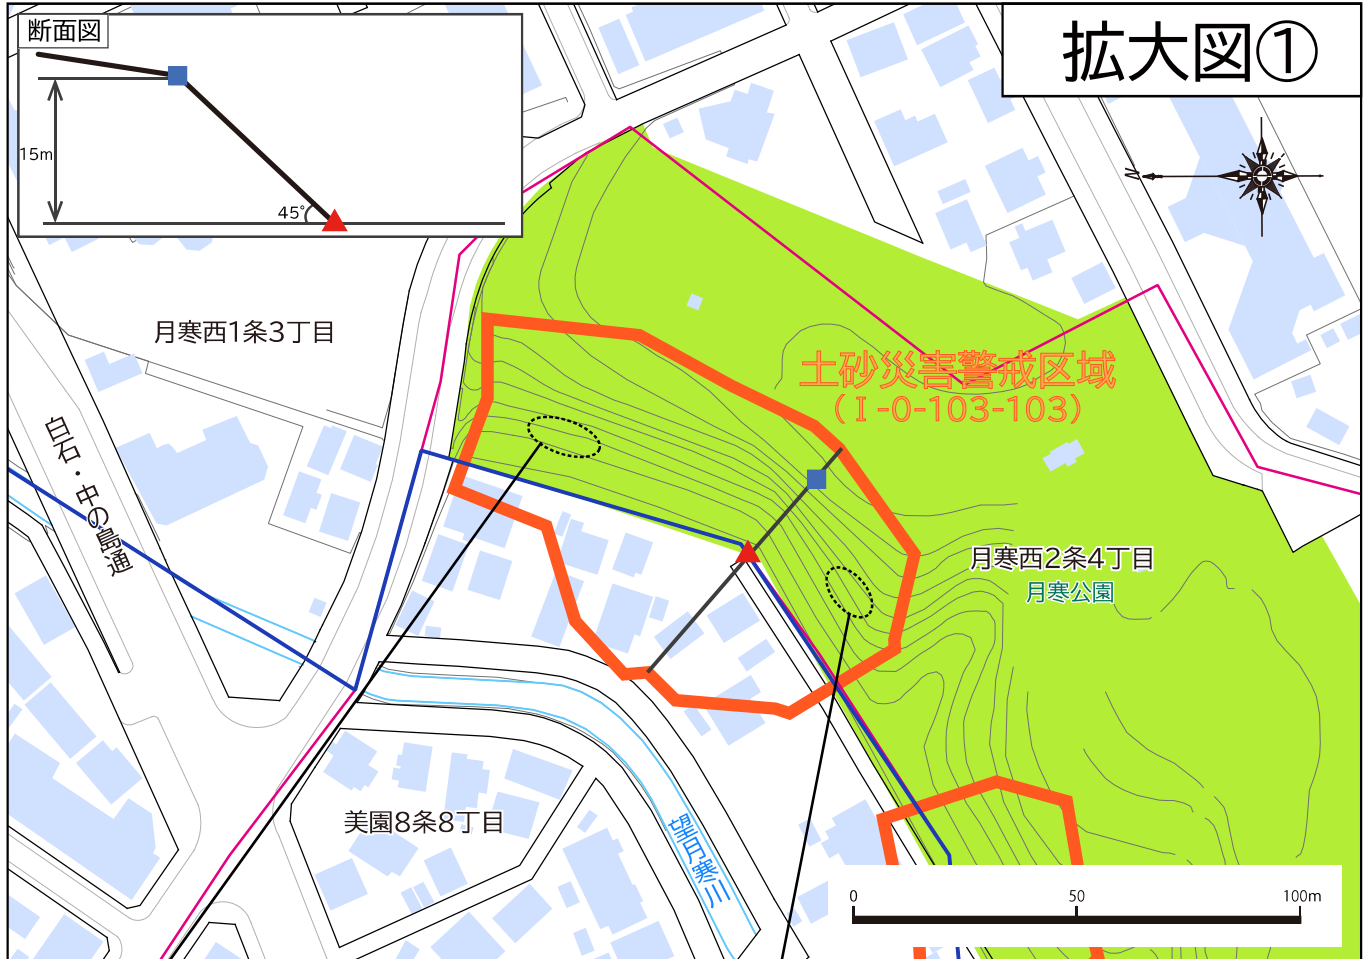 断面図
拡大図①
15m
45°
N
月寒西1条3丁目
土砂災害警戒区域
(Ⅰ-0-103-103)
白石・中の島通
月寒西2条4丁目
月寒公園
美園8条8丁目
望月寒川
0 50 100m